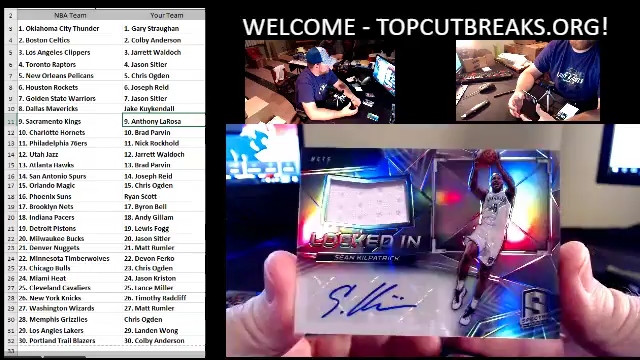 WELCOME - TOPCUTBREAKS.ORG!
NBA Team Your Team
1. Oklahoma City Thunder 1. Gary Straughan
2. Boston Celtics 2. Colby Anderson
3. Los Angeles Clippers 3. Jarrett Waldoch
4. Toronto Raptors 4. Jason Sitler
5. New Orleans Pelicans 5. Chris Ogden
6. Houston Rockets 6. Joseph Reid
7. Golden State Warriors 7. Jason Sitler
8. Dallas Mavericks Jake Kuykendall
9. Sacramento Kings 9. Anthony LaRosa
10. Charlotte Hornets 10. Brad Parvin
11. Philadelphia 76ers 11. Nick Rockhold
12. Utah Jazz 12. Jarrett Waldoch
13. Atlanta Hawks 13. Brad Parvin
14. San Antonio Spurs 14. Joseph Reid
15. Orlando Magic 15. Chris Ogden
16. Phoenix Suns Ryan Scott
17. Brooklyn Nets 17. Byron Bell
18. Indiana Pacers 18. Andy Gillam
19. Detroit Pistons 19. Lewis Fogg
20. Milwaukee Bucks 20. Jason Sitler
21. Denver Nuggets 21. Matt Rumler
22. Minnesota Timberwolves 22. Devon Ferko
23. Chicago Bulls 23. Chris Ogden
24. Miami Heat 24. Jason Kriston
25. Cleveland Cavaliers 25. Lance Miller
26. New York Knicks 26. Timothy Radcliff
27. Washington Wizards 27. Matt Rumler
28. Memphis Grizzlies Chris Ogden
29. Los Angeles Lakers 29. Landen Wong
30. Portland Trail Blazers 30. Colby Anderson
LOCKED IN
SEAN KILPATRICK